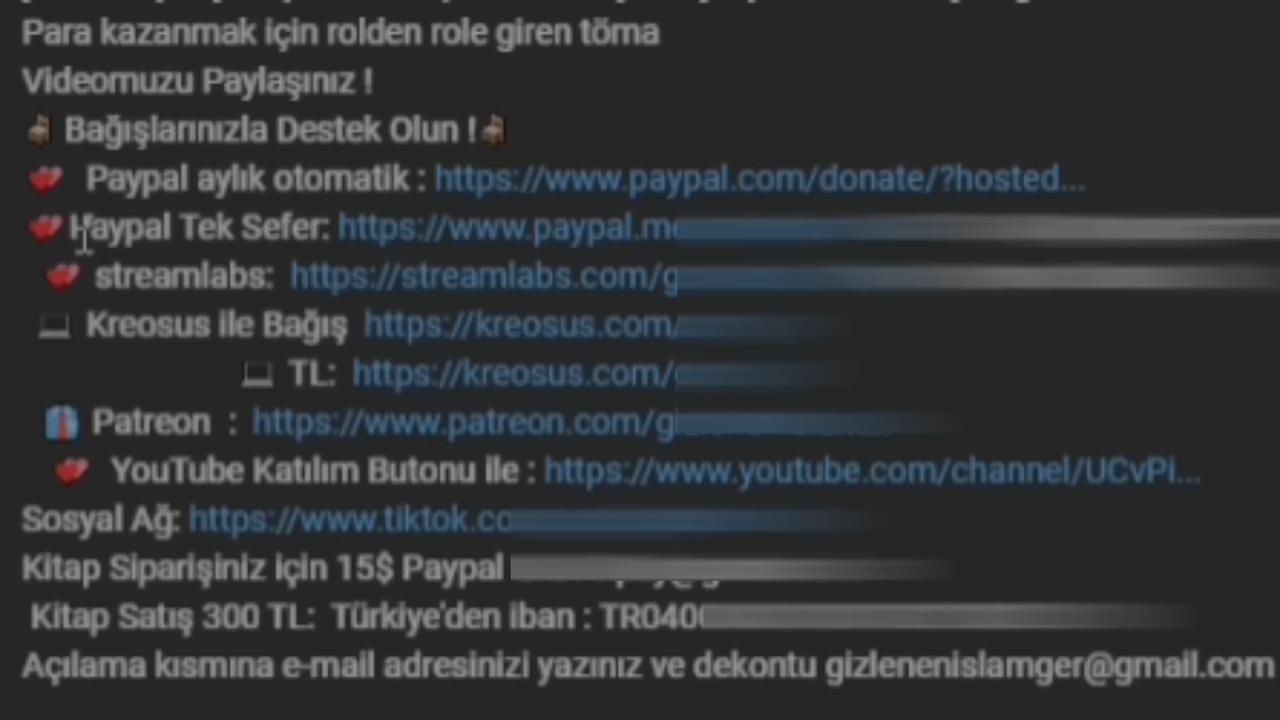 Para kazanmak için rolden role giren töma
Videomuzu Paylaşınız !
Bağışlarınızla Destek Olun !
Paypal aylık otomatik : https://www.paypal.com/donate/?hosted...
Paypal Tek Sefer: https://www.paypal.me
streamlabs: https://streamlabs.com/g
Kreosus ile Bağış https://kreosus.com/
TL: https://kreosus.com/
Patreon : https://www.patreon.com/gi
YouTube Katılım Butonu ile : https://www.youtube.com/channel/UCvPi...
Sosyal Ağ: https://www.tiktok.co
Kitap Siparişiniz için 15$ Paypal
Kitap Satış 300 TL: Türkiye'den iban : TR040
Açılama kısmına e-mail adresinizi yazınız ve dekontu gizlenenislamger@gmail.com